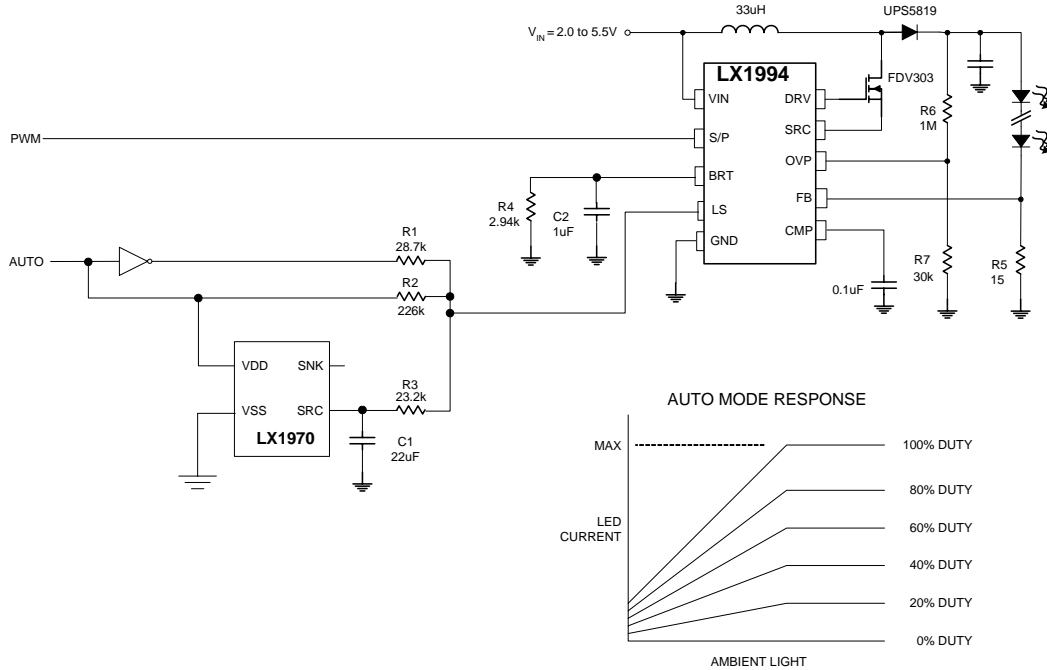 33uH
UPS5819
VIN = 2.0 to 5.5V
LX1994
FDV303
VIN
DRV
R6
1M
PWM
S/P
SRC
OVP
BRT
R4
2.94k
C2
1uF
LS
FB
GND
CMP
R1
28.7k
AUTO
R2
226k
R7
30k
R5
15
0.1uF
VDD
SNK
R3
23.2k
VSS
SRC
LX1970
C1
22uF
AUTO MODE RESPONSE
MAX
100% DUTY
80% DUTY
LED
CURRENT
60% DUTY
40% DUTY
20% DUTY
0% DUTY
AMBIENT LIGHT